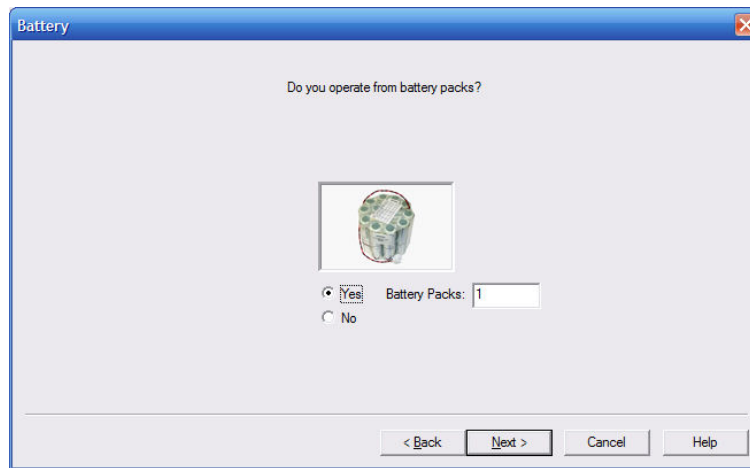 Battery
Do you operate from battery packs?
Yes Battery Packs: 1
No
< Back Next > Cancel Help